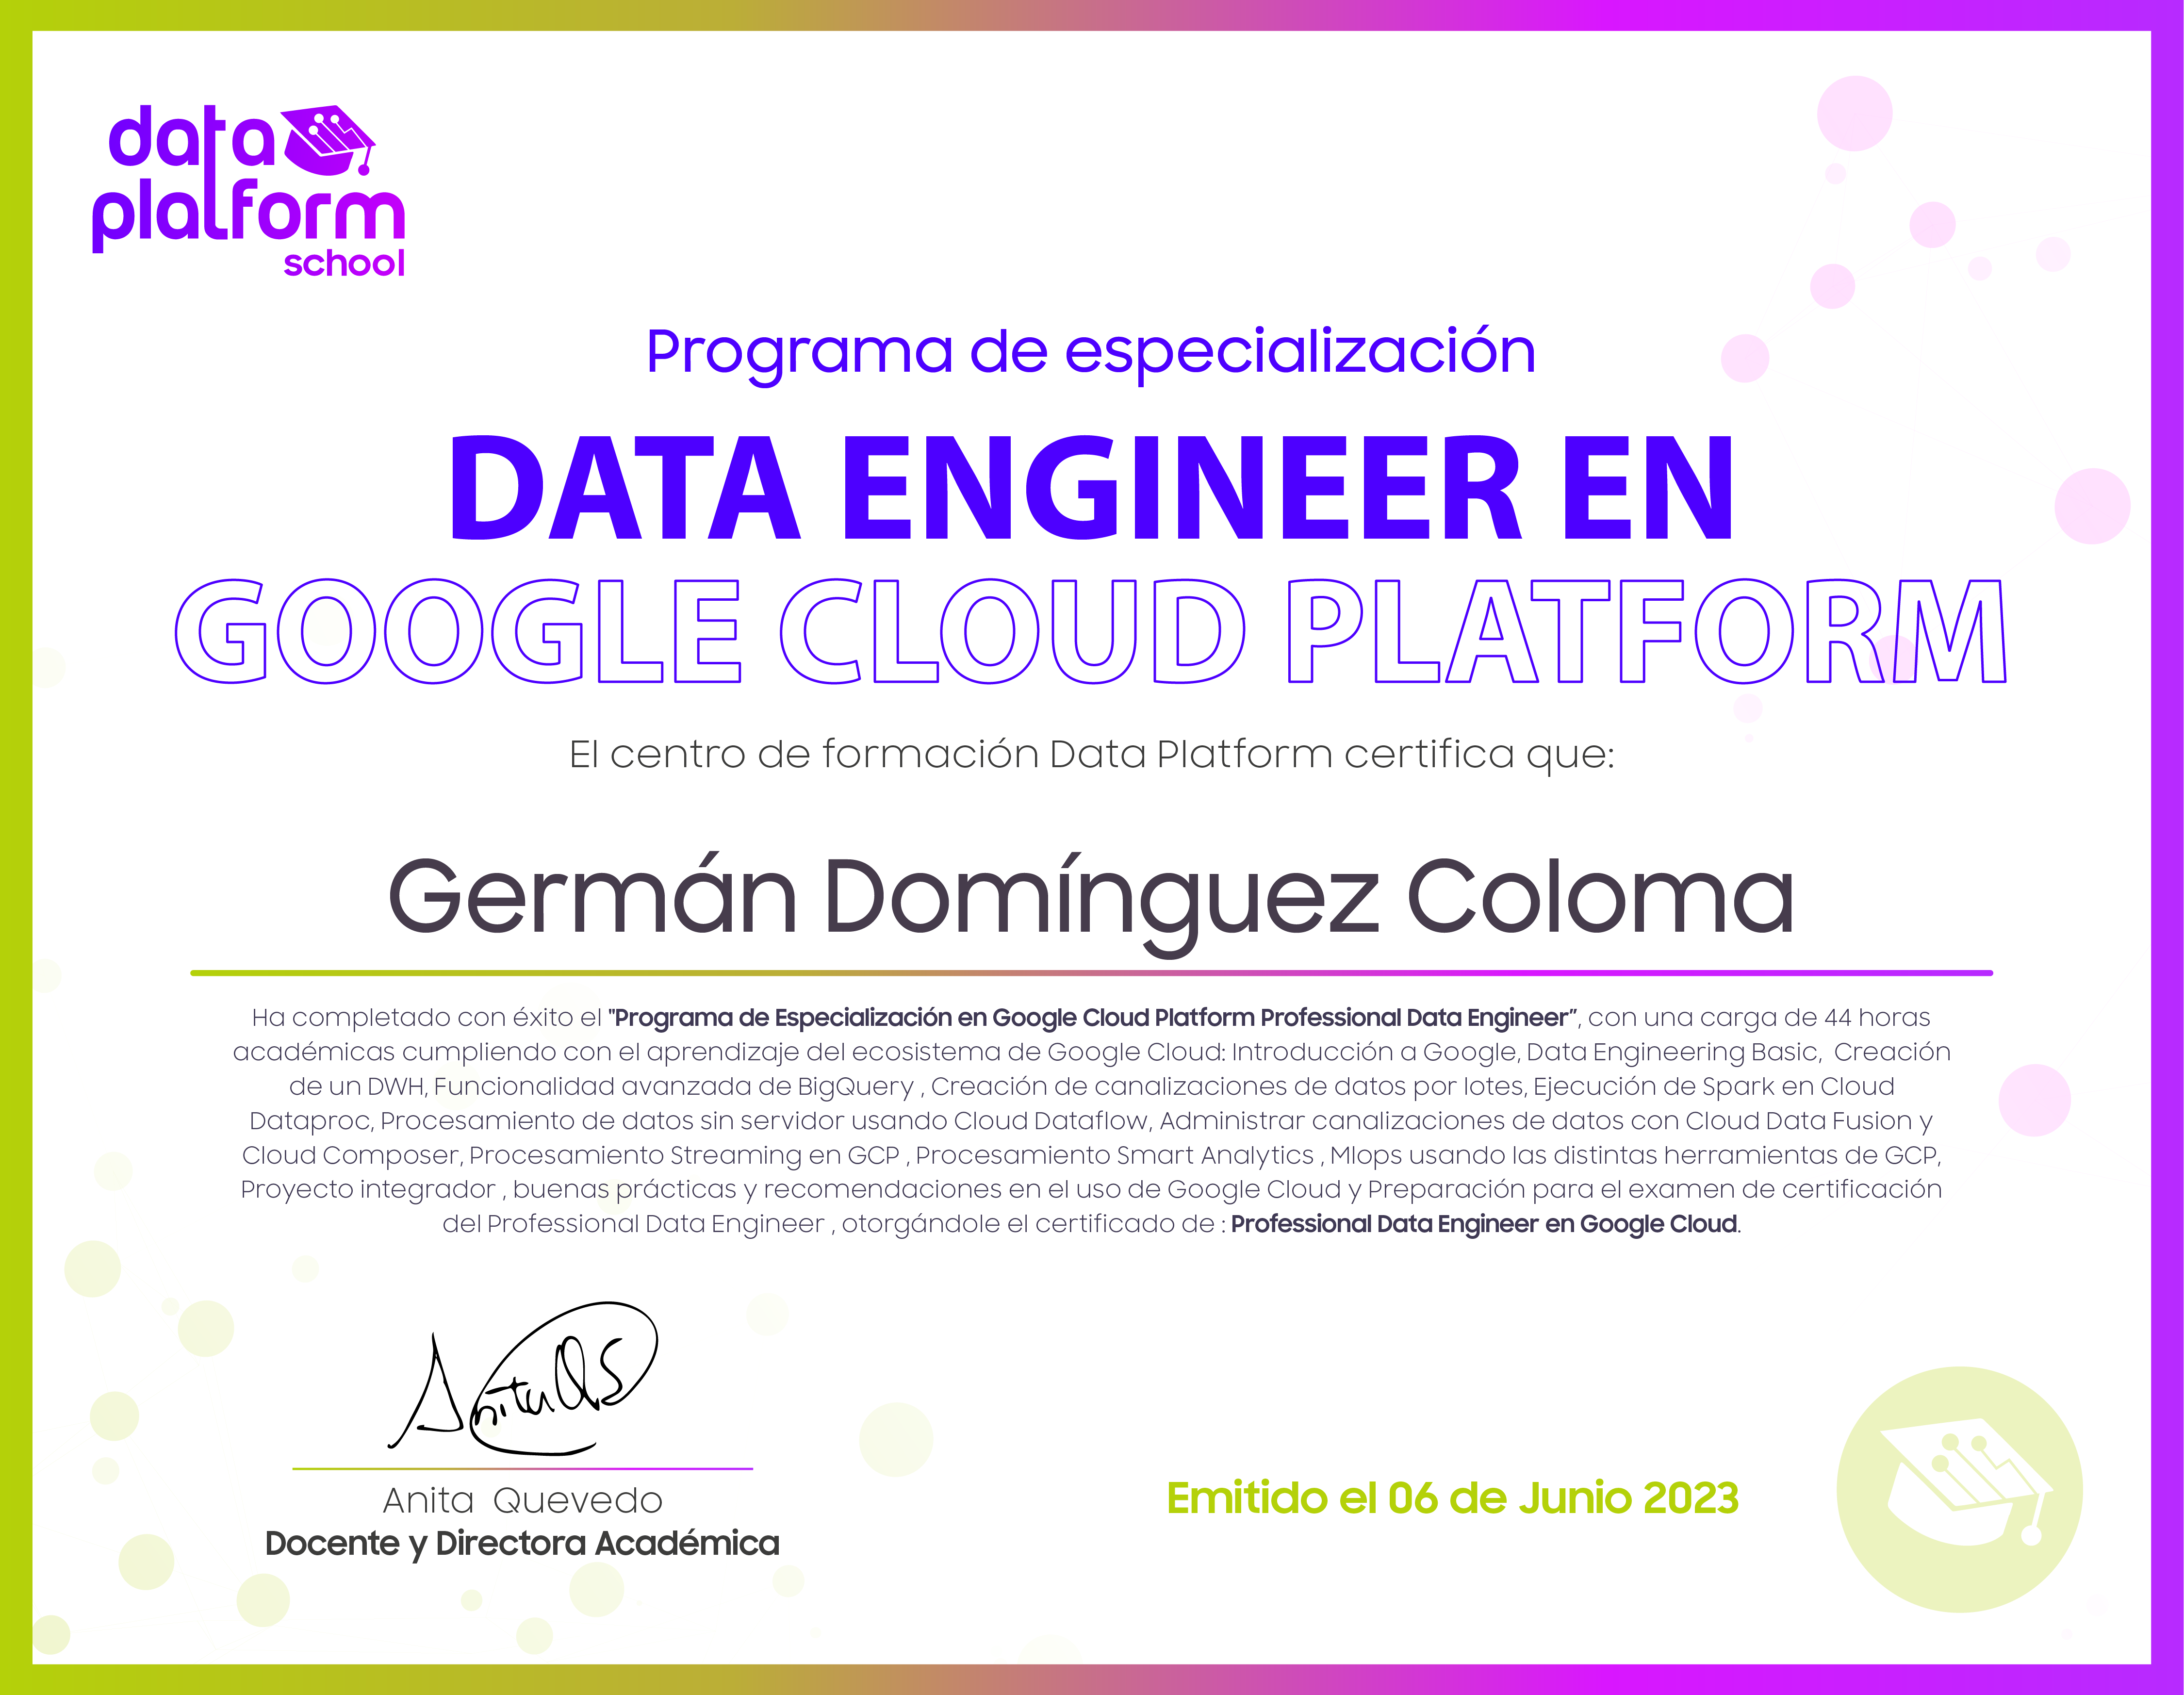 data
platform
school
Programa de especialización
DATA ENGINEER EN
GOOGLE CLOUD PLATFORM
El centro de formación Data Platform certifica que:
Germán Domínguez Coloma
Ha completado con éxito el "Programa de Especialización en Google Cloud Platform Professional Data Engineer”, con una carga de 44 horas
académicas cumpliendo con el aprendizaje del ecosistema de Google Cloud: Introducción a Google, Data Engineering Basic,  Creación
de un DWH, Funcionalidad avanzada de BigQuery , Creación de canalizaciones de datos por lotes, Ejecución de Spark en Cloud
Dataproc, Procesamiento de datos sin servidor usando Cloud Dataflow, Administrar canalizaciones de datos con Cloud Data Fusion y
Cloud Composer, Procesamiento Streaming en GCP , Procesamiento Smart Analytics , Mlops usando las distintas herramientas de GCP,
Proyecto integrador , buenas prácticas y recomendaciones en el uso de Google Cloud y Preparación para el examen de certificación
del Professional Data Engineer , otorgándole el certificado de : Professional Data Engineer en Google Cloud.
AnitaQS
Anita  Quevedo
Docente y Directora Académica
Emitido el 06 de Junio 2023